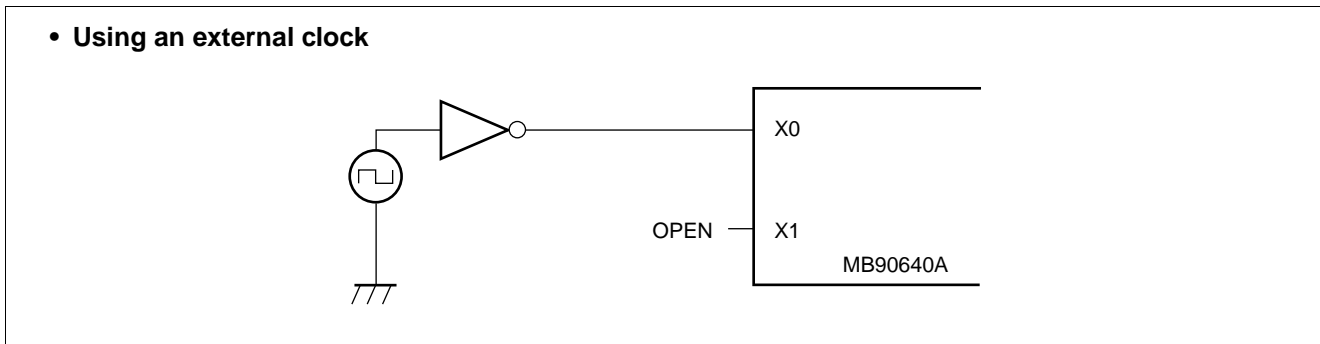 • Using an external clock
X0
OPEN
X1
MB90640A